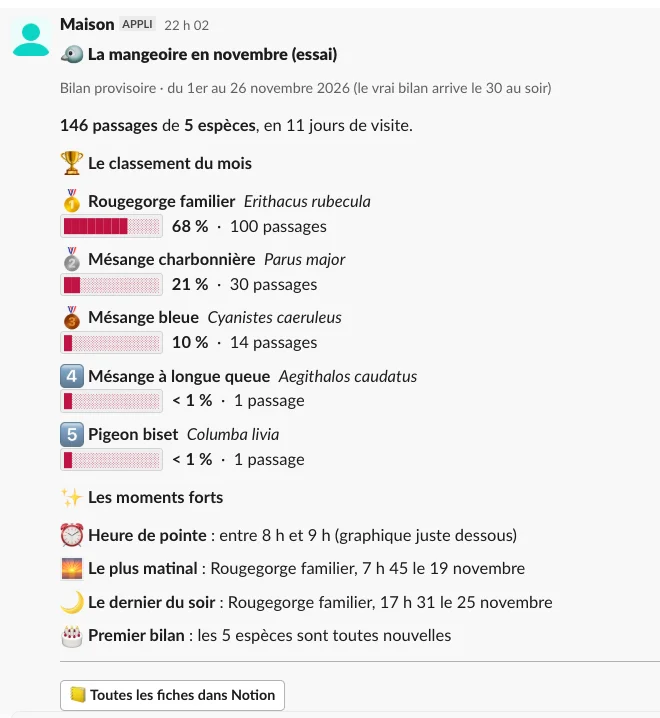 Maison APPLI 22 h 02
La mangeoire en novembre (essai)
Bilan provisoire · du 1er au 26 novembre 2026 (le vrai bilan arrive le 30 au soir)
146 passages de 5 espèces, en 11 jours de visite.
Le classement du mois
1 Rougegorge familier Erithacus rubecula
68 % · 100 passages
2 Mésange charbonnière Parus major
21 % · 30 passages
3 Mésange bleue Cyanistes caeruleus
10 % · 14 passages
4 Mésange à longue queue Aegithalos caudatus
< 1 % · 1 passage
5 Pigeon biset Columba livia
< 1 % · 1 passage
Les moments forts
Heure de pointe : entre 8 h et 9 h (graphique juste dessous)
Le plus matinal : Rougegorge familier, 7 h 45 le 19 novembre
Le dernier du soir : Rougegorge familier, 17 h 31 le 25 novembre
Premier bilan : les 5 espèces sont toutes nouvelles
Toutes les fiches dans Notion